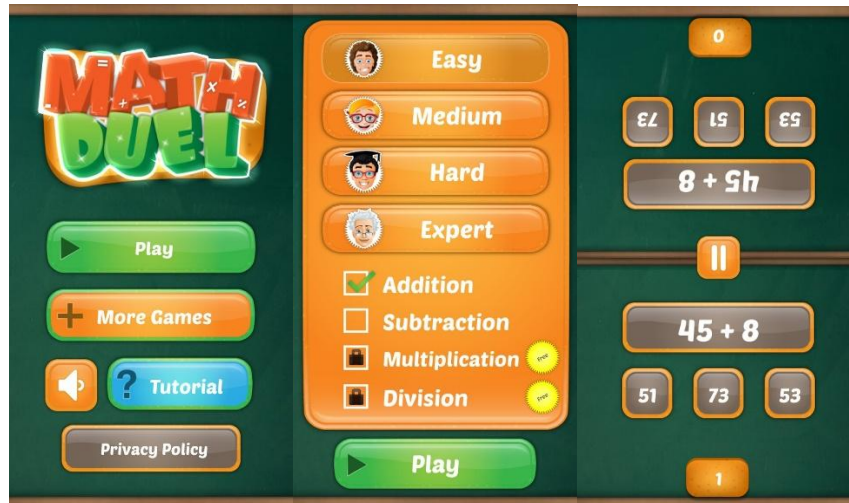 MATH
DUEL
Play
More Games
? Tutorial
Privacy Policy
Easy
Medium
Hard
Expert
Addition
Subtraction
Multiplication Free
Division Free
Play
0
73 51 53
45 + 8
45 + 8
51 73 53
1